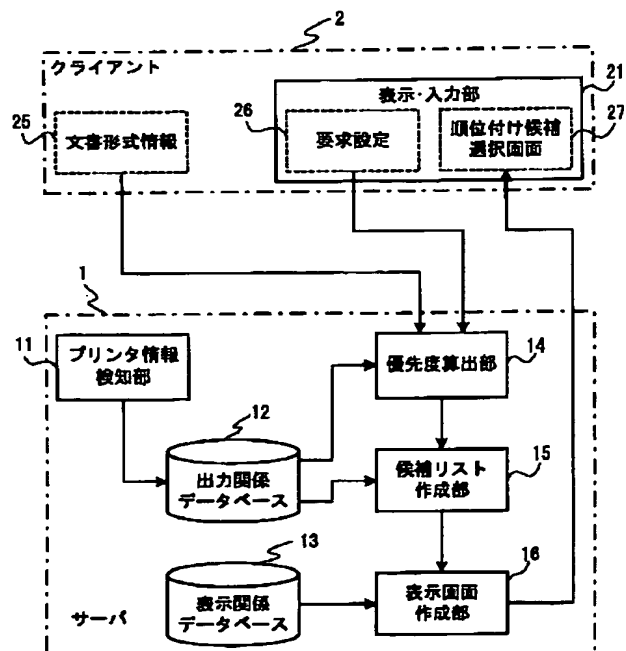 2
クライアント
21
表示・入力部
25
文書形式情報
26
要求設定
順位付け候補
選択画面
27
1
11
プリンタ情報
検知部
優先度算出部
14
12
出力関係
データベース
候補リスト
作成部
15
13
表示関係
データベース
16
表示画面
作成部
サーバ